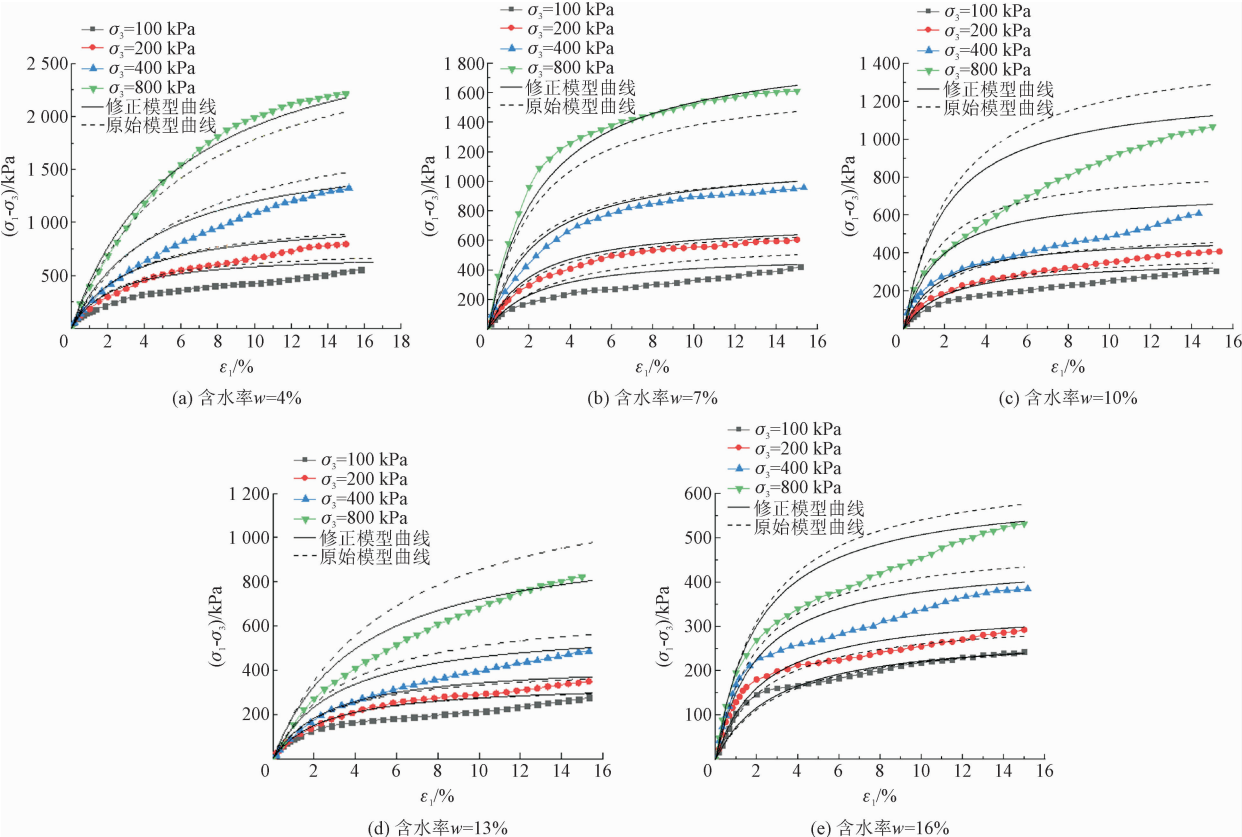 σ₃=100 kPa
σ₃=200 kPa
σ₃=400 kPa
σ₃=800 kPa
修正模型曲线
原始模型曲线
2 500
2 000
1 500
1 000
500
0
(σ₁-σ₃)/kPa
0 2 4 6 8 10 12 14 16 18
ε₁/%
(a) 含水率w=4%
σ₃=100 kPa
σ₃=200 kPa
σ₃=400 kPa
σ₃=800 kPa
修正模型曲线
原始模型曲线
1 800
1 600
1 400
1 200
1 000
800
600
400
200
(σ₁-σ₃)/kPa
0 2 4 6 8 10 12 14 16
ε₁/%
(b) 含水率w=7%
σ₃=100 kPa
σ₃=200 kPa
σ₃=400 kPa
σ₃=800 kPa
修正模型曲线
原始模型曲线
1 400
1 200
1 000
800
600
400
200
0
(σ₁-σ₃)/kPa
0 2 4 6 8 10 12 14 16
ε₁/%
(c) 含水率w=10%
σ₃=100 kPa
σ₃=200 kPa
σ₃=400 kPa
σ₃=800 kPa
修正模型曲线
原始模型曲线
1 200
1 000
800
600
400
200
(σ₁-σ₃)/kPa
0 2 4 6 8 10 12 14 16
ε₁/%
(d) 含水率w=13%
σ₃=100 kPa
σ₃=200 kPa
σ₃=400 kPa
σ₃=800 kPa
修正模型曲线
原始模型曲线
600
500
400
300
200
100
(σ₁-σ₃)/kPa
0 2 4 6 8 10 12 14 16
ε₁/%
(e) 含水率w=16%